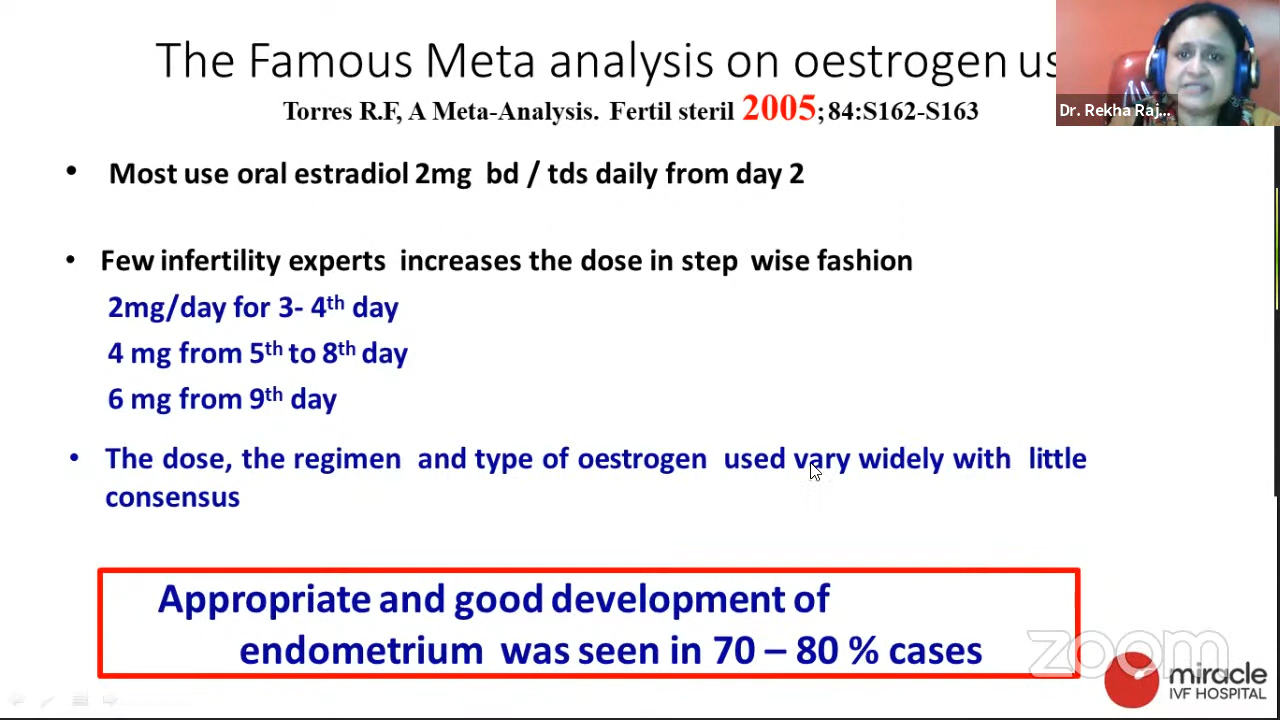 The Famous Meta analysis on oestrogen us
Torres R.F, A Meta-Analysis. Fertil steril 2005;84:S162-S163
Dr. Rekha Raj...
• Most use oral estradiol 2mg bd / tds daily from day 2
• Few infertility experts increases the dose in step wise fashion
2mg/day for 3- 4th day
4 mg from 5th to 8th day
6 mg from 9th day
• The dose, the regimen and type of oestrogen used vary widely with little
consensus
Appropriate and good development of
endometrium was seen in 70 – 80 % cases
zoom
miracle
IVF HOSPITAL